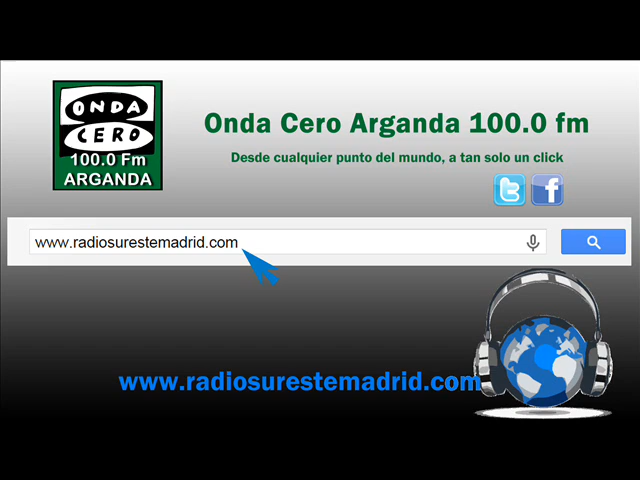 ONDA
CERO
100.0 Fm
ARGANDA
Onda Cero Arganda 100.0 fm
Desde cualquier punto del mundo, a tan solo un click
www.radiosurestemadrid.com
www.radiosurestemadrid.com